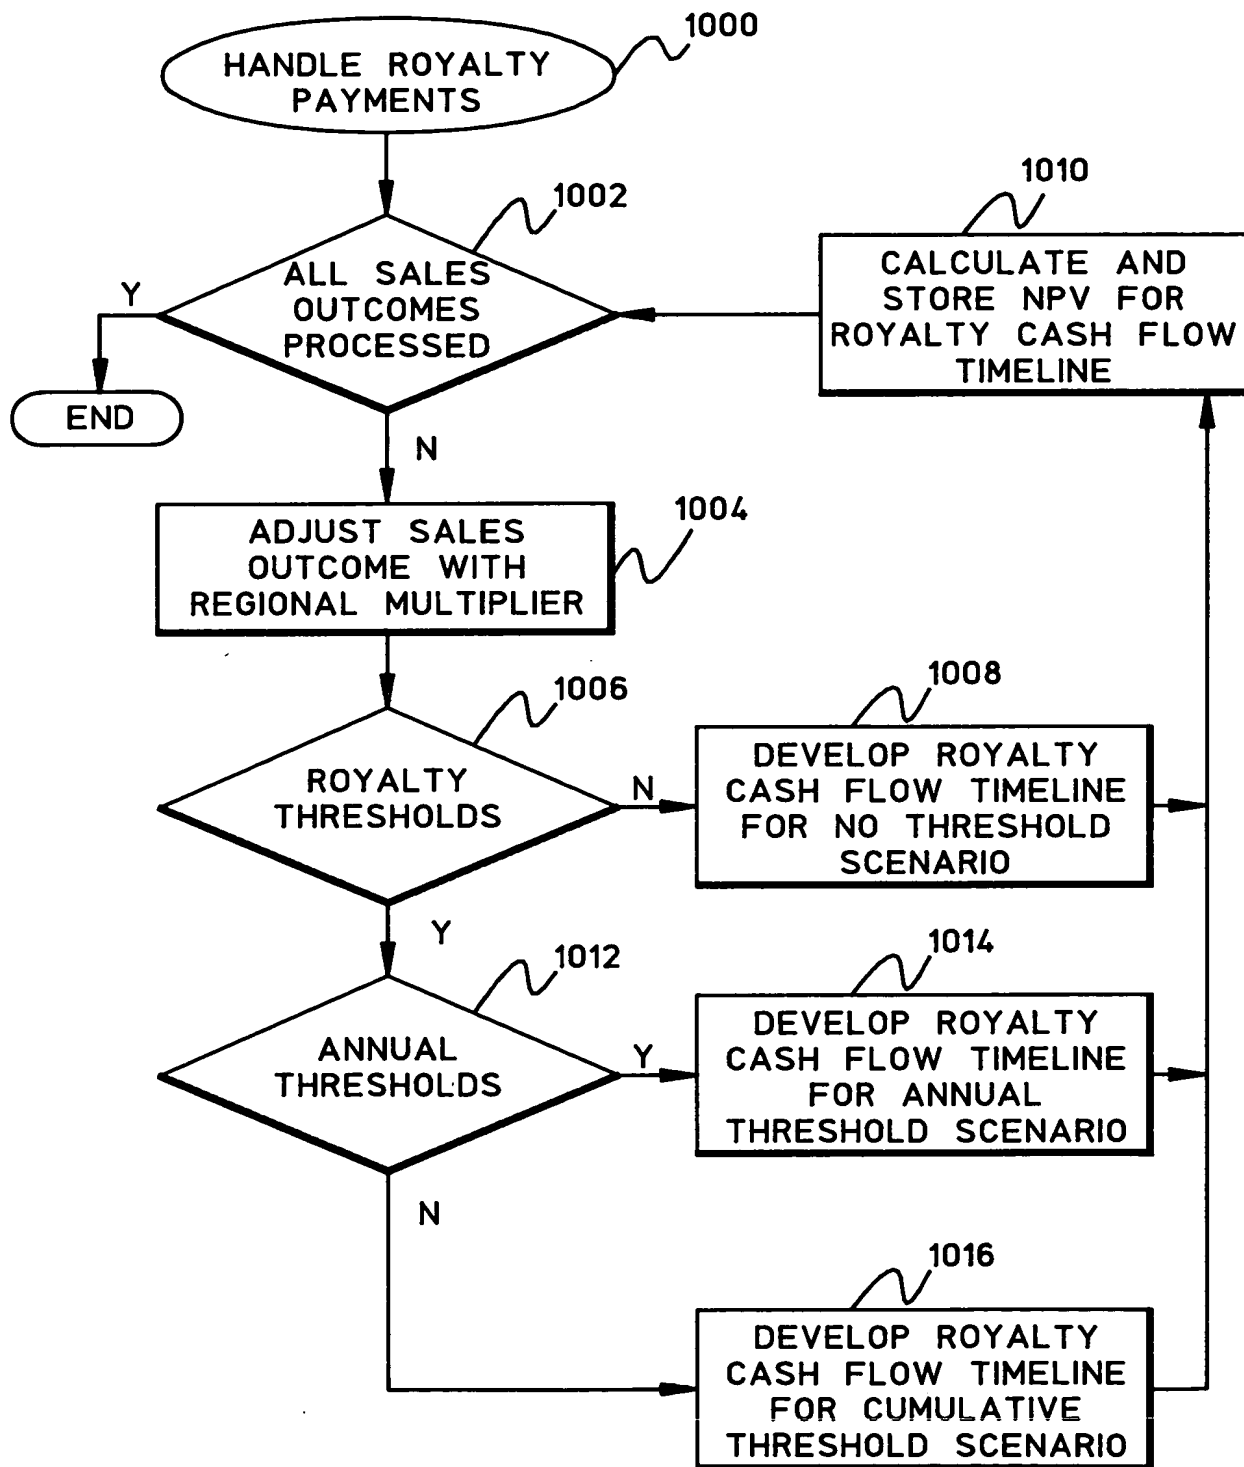 1000
HANDLE ROYALTY
PAYMENTS
1002
ALL SALES
OUTCOMES
PROCESSED
Y
END
N
1010
CALCULATE AND
STORE NPV FOR
ROYALTY CASH FLOW
TIMELINE
1004
ADJUST SALES
OUTCOME WITH
REGIONAL MULTIPLIER
1006
ROYALTY
THRESHOLDS
N
Y
1008
DEVELOP ROYALTY
CASH FLOW TIMELINE
FOR NO THRESHOLD
SCENARIO
1012
ANNUAL
THRESHOLDS
Y
N
1014
DEVELOP ROYALTY
CASH FLOW TIMELINE
FOR ANNUAL
THRESHOLD SCENARIO
1016
DEVELOP ROYALTY
CASH FLOW TIMELINE
FOR CUMULATIVE
THRESHOLD SCENARIO